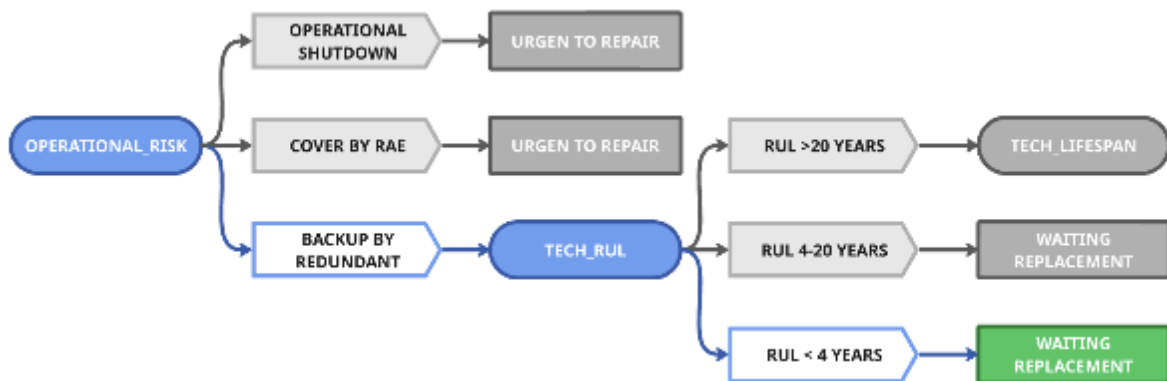 OPERATIONAL
SHUTDOWN
URGEN TO REPAIR
OPERATIONAL_RISK
COVER BY RAE
URGEN TO REPAIR
RUL >20 YEARS
TECH_LIFESPAN
BACKUP BY
REDUNDANT
TECH_RUL
RUL 4-20 YEARS
WAITING
REPLACEMENT
RUL < 4 YEARS
WAITING
REPLACEMENT